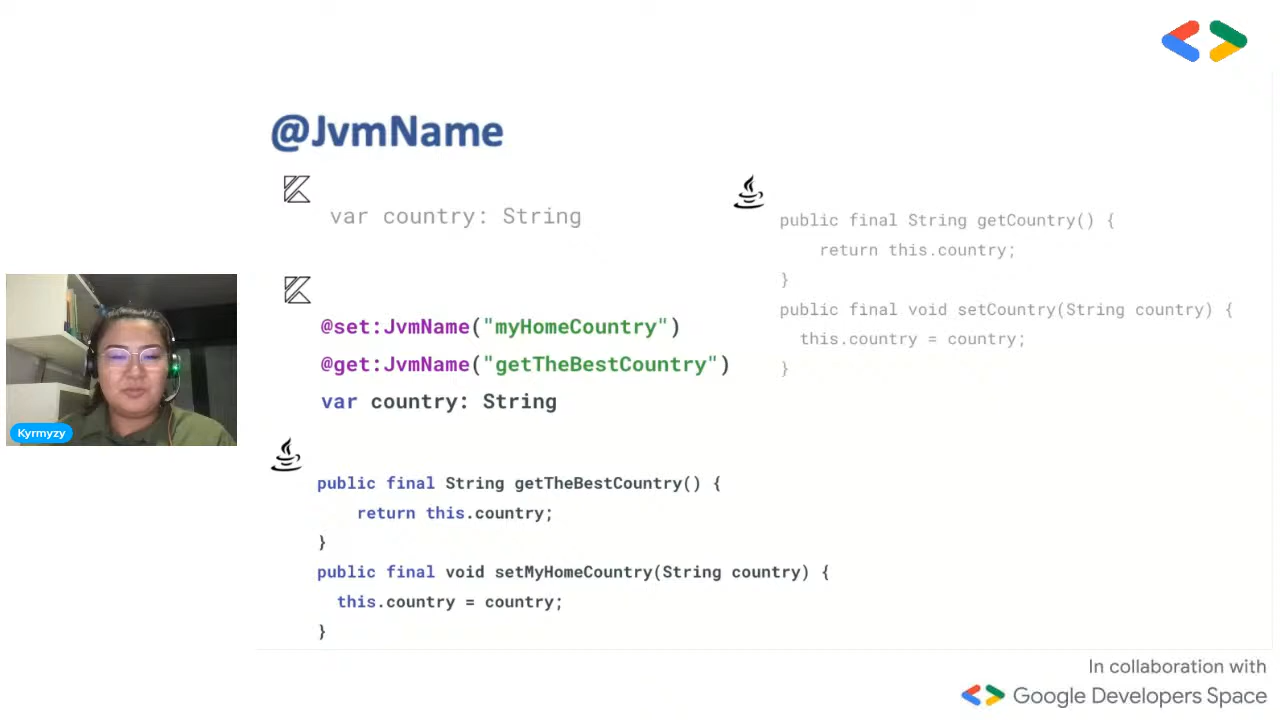 @JvmName
var country: String
public final String getCountry() {
return this.country;
}
public final void setCountry(String country) {
this.country = country;
}
@set:JvmName("myHomeCountry")
@get:JvmName("getTheBestCountry")
var country: String
public final String getTheBestCountry() {
return this.country;
}
public final void setMyHomeCountry(String country) {
this.country = country;
}
Kyrmyzy
In collaboration with
Google Developers Space